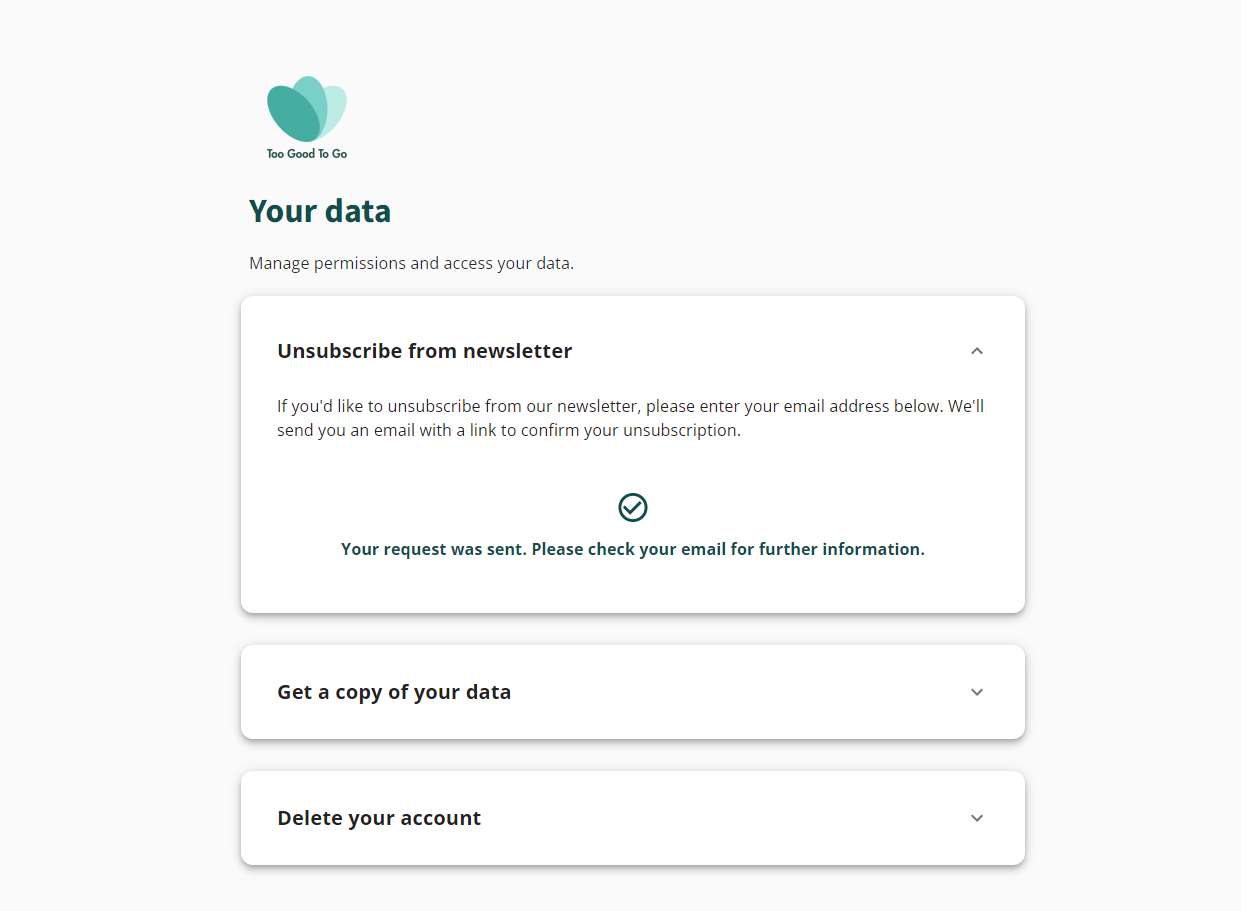 Too Good To Go
Your data
Manage permissions and access your data.
Unsubscribe from newsletter
If you'd like to unsubscribe from our newsletter, please enter your email address below. We'll
send you an email with a link to confirm your unsubscription.
Your request was sent. Please check your email for further information.
Get a copy of your data
Delete your account